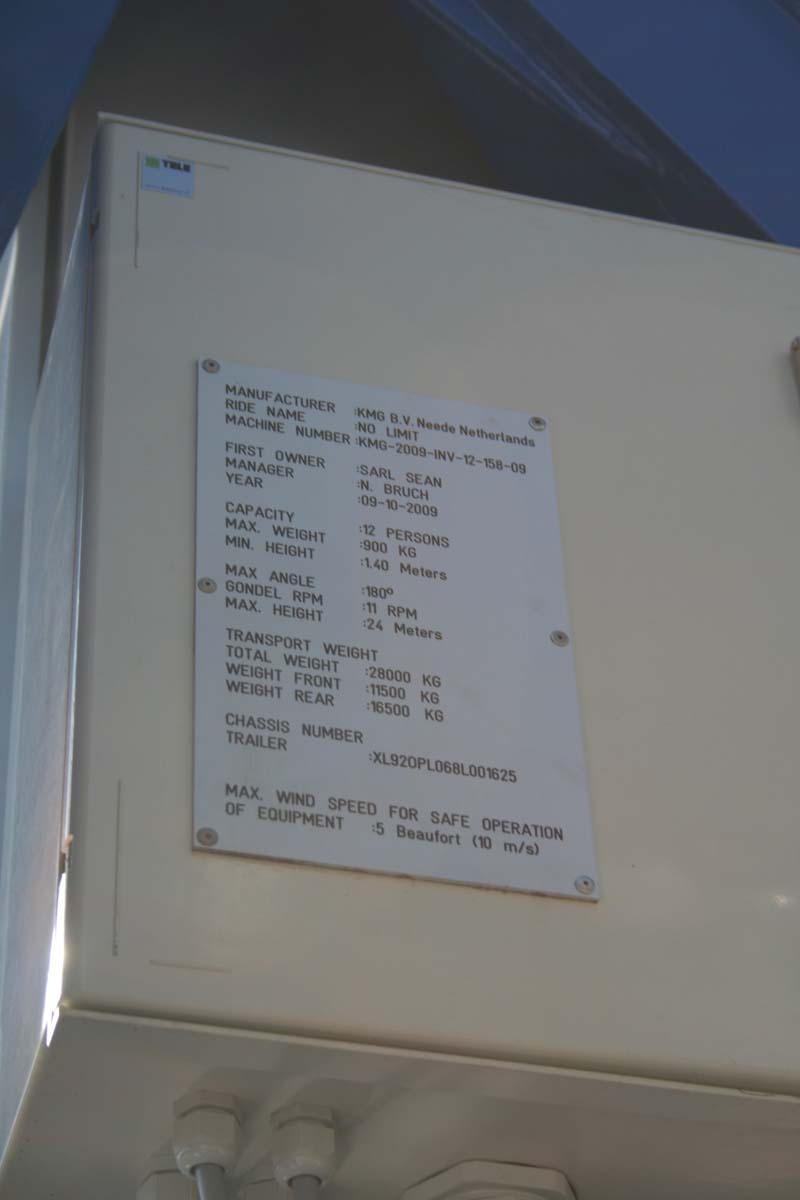 TELE
MANUFACTURER :KMG B.V. Neede Netherlands
RIDE NAME :NO LIMIT
MACHINE NUMBER :KMG-2009-INV-12-158-09
FIRST OWNER :SARL SEAN
MANAGER :N. BRUCH
YEAR :09-10-2009
CAPACITY :12 PERSONS
MAX. WEIGHT :900 KG
MIN. HEIGHT :1.40 Meters
MAX ANGLE :180º
GONDEL RPM :11 RPM
MAX. HEIGHT :24 Meters
TRANSPORT WEIGHT
TOTAL WEIGHT :28000 KG
WEIGHT FRONT :11500 KG
WEIGHT REAR :16500 KG
CHASSIS NUMBER
TRAILER :XL920PL068L001625
MAX. WIND SPEED FOR SAFE OPERATION
OF EQUIPMENT :5 Beaufort (10 m/s)